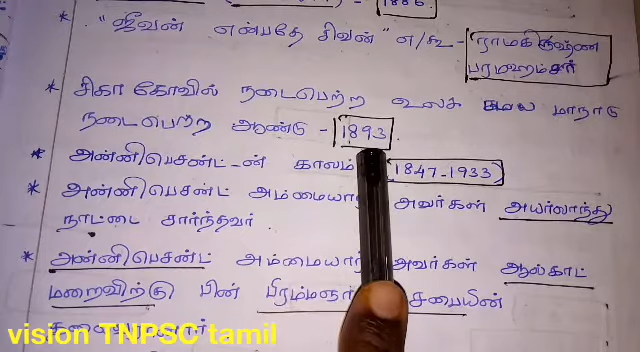 1886.
* "ஜீவன் என்பதே சிவன்" எ/கூ - ராமகிருஷ்ண
பரமஹம்சர்
* சிகாகோவில் நடைபெற்ற உலக சமய மாநாடு
நடைபெற்ற ஆண்டு - 1893.
* அன்னிபெசன்ட்-ன் காலம் (1847-1933)
* அன்னிபெசன்ட் அம்மையார் அவர்கள் அயர்லாந்து
நாட்டை சார்ந்தவர்.
* அன்னிபெசன்ட் அம்மையார் அவர்கள் ஆல்காட்
மறைவிற்கு பின் பிரம்மஞான சபையின்
vision TNPSC tamil